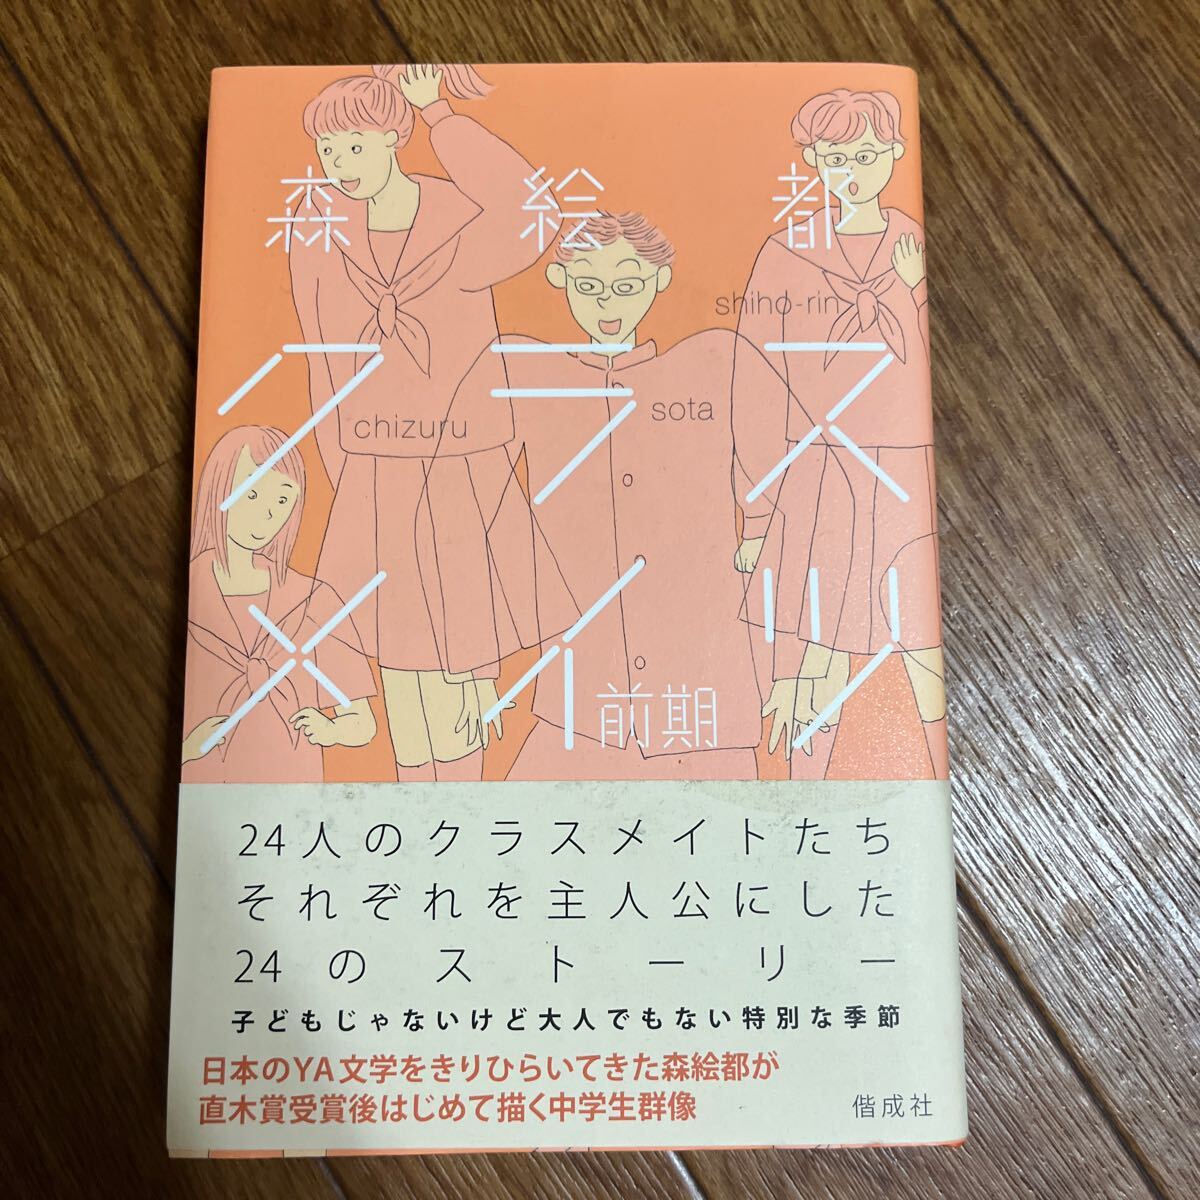 森絵都
shiho-rin
クラス
sota
chizuru
メイツ
前期
24人のクラスメイトたち
それぞれを主人公にした
24のストーリー
子どもじゃないけど大人でもない特別な季節
日本のYA文学をきりひらいてきた森絵都が
直木賞受賞後はじめて描く中学生群像
偕成社